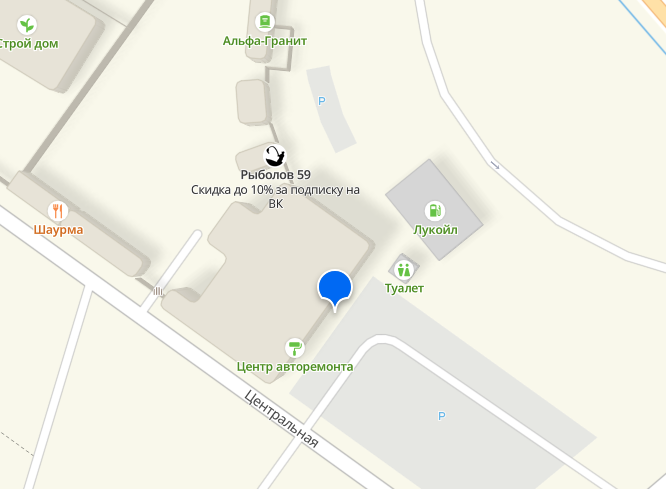 Строй дом
Альфа-Гранит
P
Рыболов 59
Скидка до 10% за подписку на
ВК
Шаурма
Лукойл
Туалет
Центр авторемонта
Центральная
P